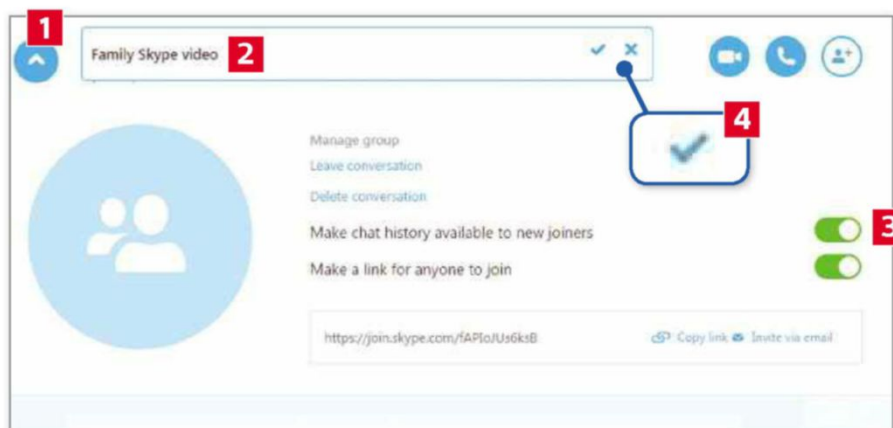 1
Family Skype video 2
4
Manage group
Leave conversation
Delete conversation
Make chat history available to new joiners
3
Make a link for anyone to join
https://join.skype.com/fAPIoJUs6ksB
Copy link Invite via email